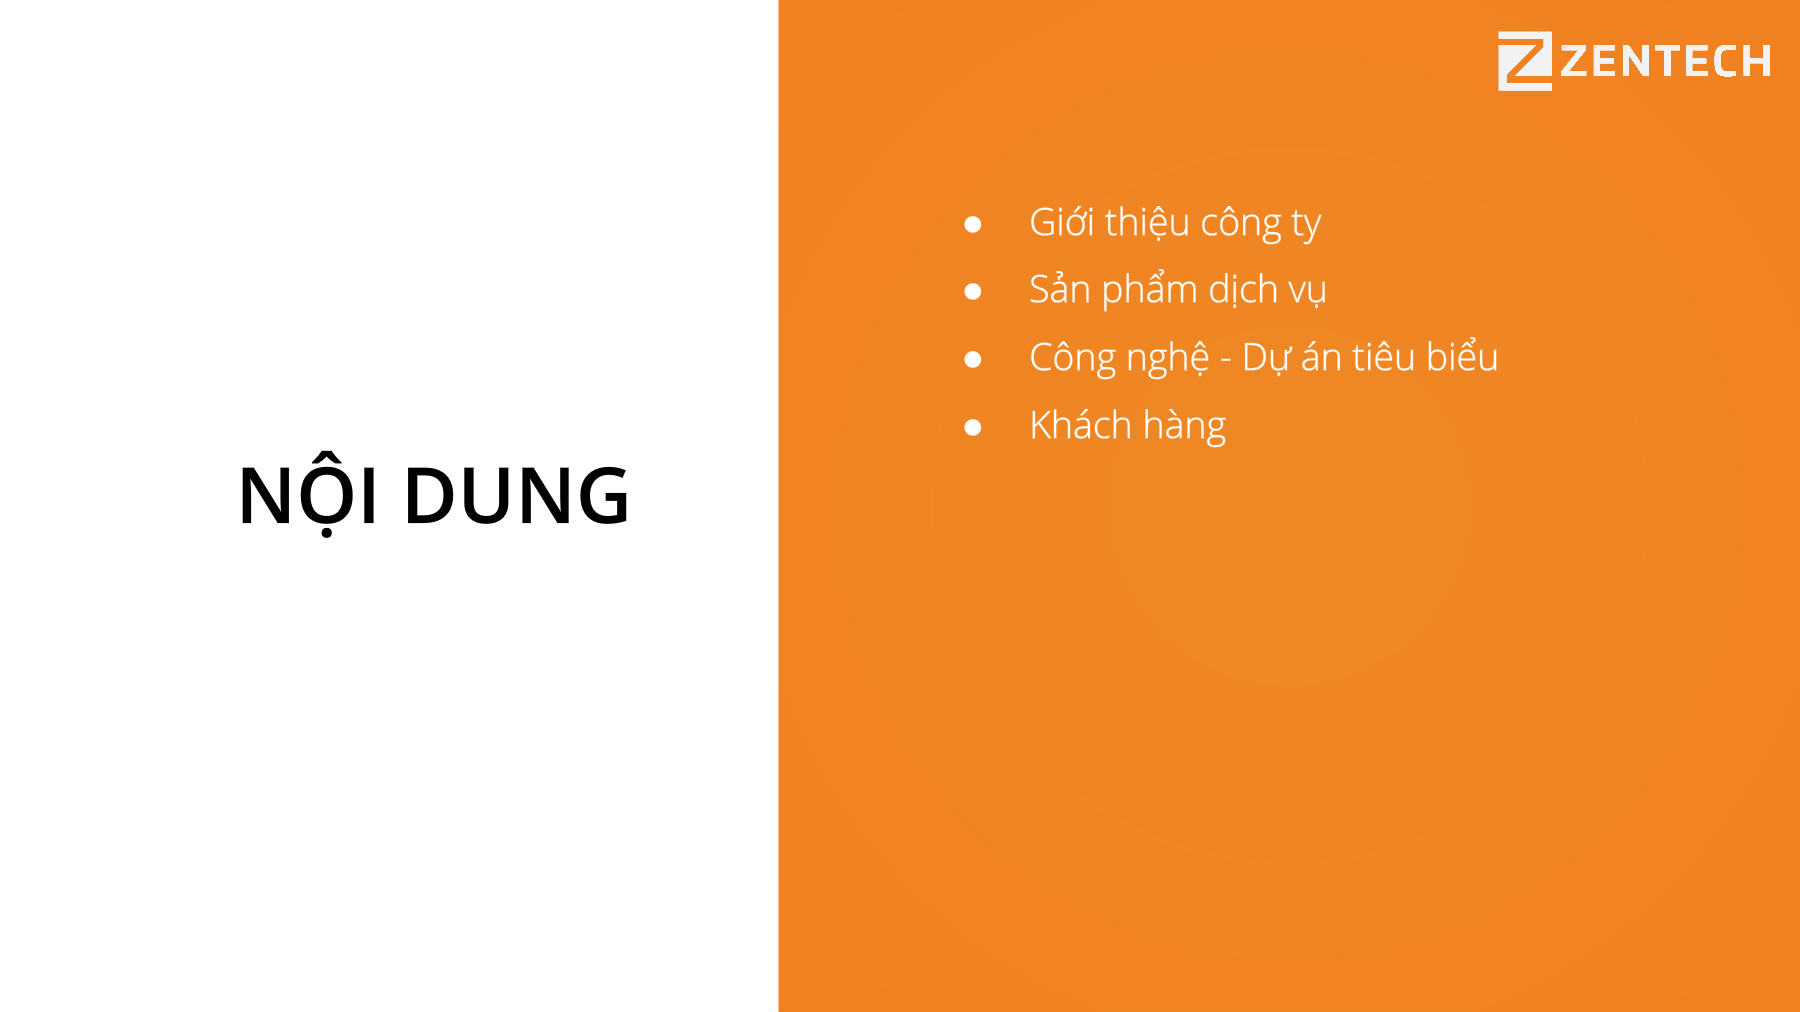 ZENTECH
NỘI DUNG
● Giới thiệu công ty
● Sản phẩm dịch vụ
● Công nghệ - Dự án tiêu biểu
● Khách hàng